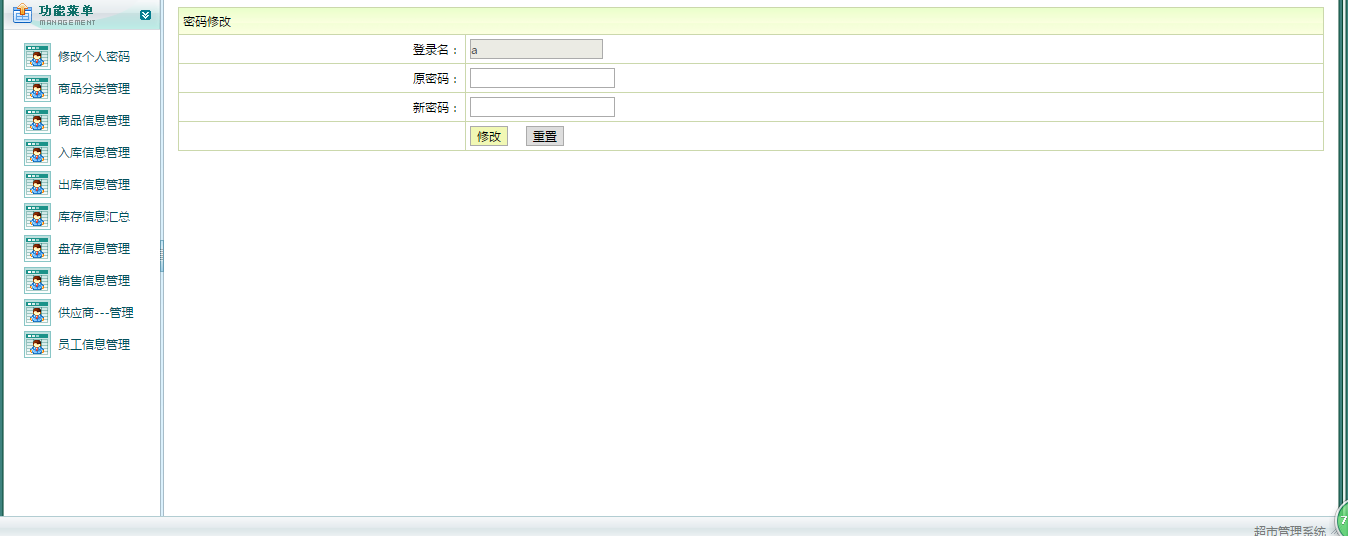 功能菜单
MANAGEMENT
修改个人密码
商品分类管理
商品信息管理
入库信息管理
出库信息管理
库存信息汇总
盘存信息管理
销售信息管理
供应商---管理
员工信息管理
密码修改
登录名：
a
原密码：
新密码：
修改 重置
超市管理系统
7